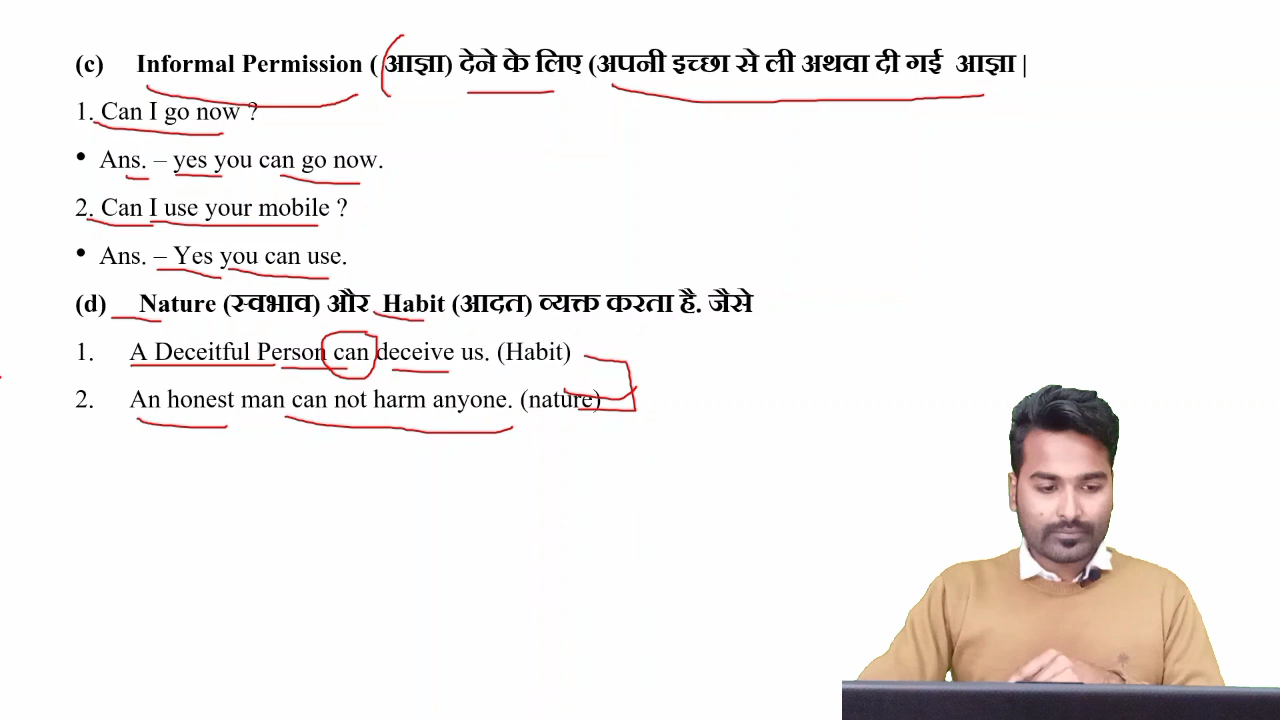 (c) Informal Permission ( आज्ञा) देने के लिए (अपनी इच्छा से ली अथवा दी गई आज्ञा |
1. Can I go now ?
• Ans. – yes you can go now.
2. Can I use your mobile ?
• Ans. – Yes you can use.
(d) Nature (स्वभाव) और Habit (आदत) व्यक्त करता है. जैसे
1. A Deceitful Person can deceive us. (Habit)
2. An honest man can not harm anyone. (nature)